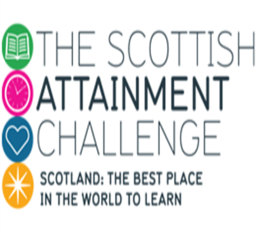 THE SCOTTISH
ATTAINMENT
CHALLENGE
SCOTLAND: THE BEST PLACE
IN THE WORLD TO LEARN